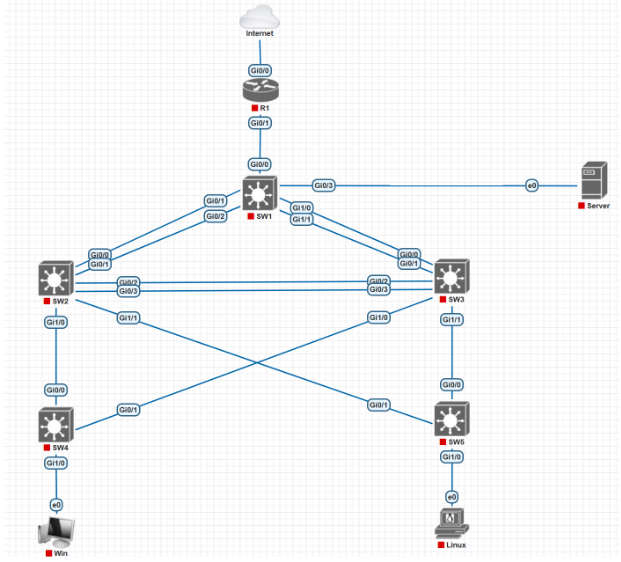 Internet
Gi0/0
R1
Gi0/1
Gi0/0
Gi0/3
e0
Server
SW1
Gi0/1
Gi0/2
Gi1/0
Gi1/1
Gi0/0
Gi0/1
Gi0/0
Gi0/1
Gi0/2
Gi0/3
Gi0/2
Gi0/3
SW2
SW3
Gi1/0
Gi1/1
Gi1/0
Gi1/1
Gi0/0
Gi0/1
Gi0/1
Gi0/0
SW4
SW5
Gi1/0
Gi1/0
e0
e0
Win
Linux